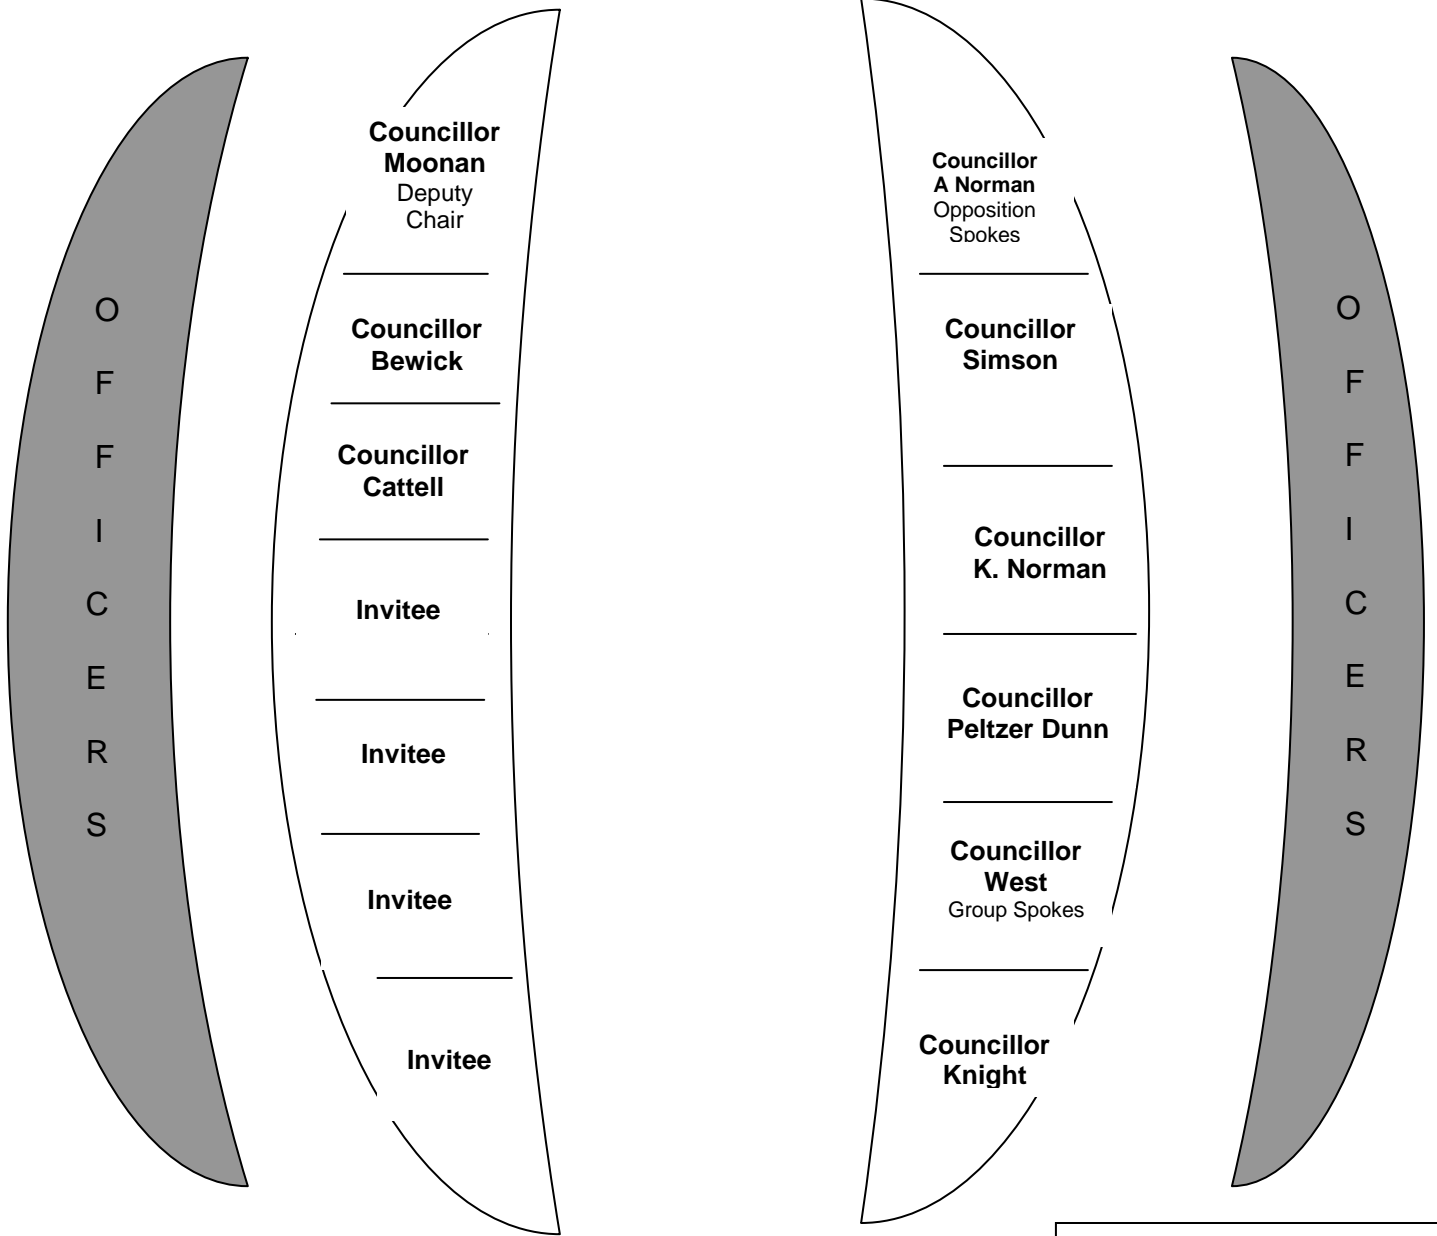 O
F
F
I
C
E
R
S
Councillor
Moonan
Deputy
Chair
Councillor
Bewick
Councillor
Cattell
Invitee
Invitee
Invitee
Invitee
Councillor
A Norman
Opposition
Spokes
Councillor
Simson
Councillor
K. Norman
Councillor
Peltzer Dunn
Councillor
West
Group Spokes
Councillor
Knight
O
F
F
I
C
E
R
S